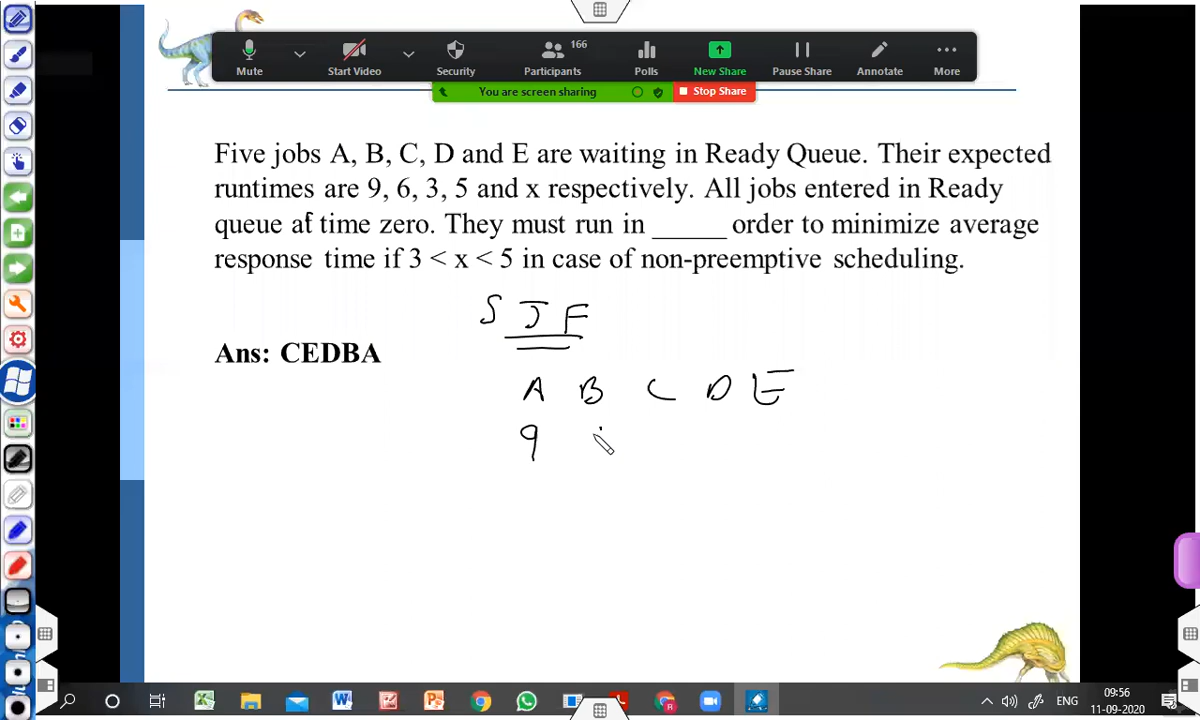 166
Mute
Start Video
Security
Participants
Polls
New Share
Pause Share
Annotate
More
You are screen sharing
Stop Share
Five jobs A, B, C, D and E are waiting in Ready Queue. Their expected
runtimes are 9, 6, 3, 5 and x respectively. All jobs entered in Ready
queue at time zero. They must run in _____ order to minimize average
response time if 3 < x < 5 in case of non-preemptive scheduling.
SJF
Ans: CEDBA
A B C D E
9
ENG
09:56
11-09-2020